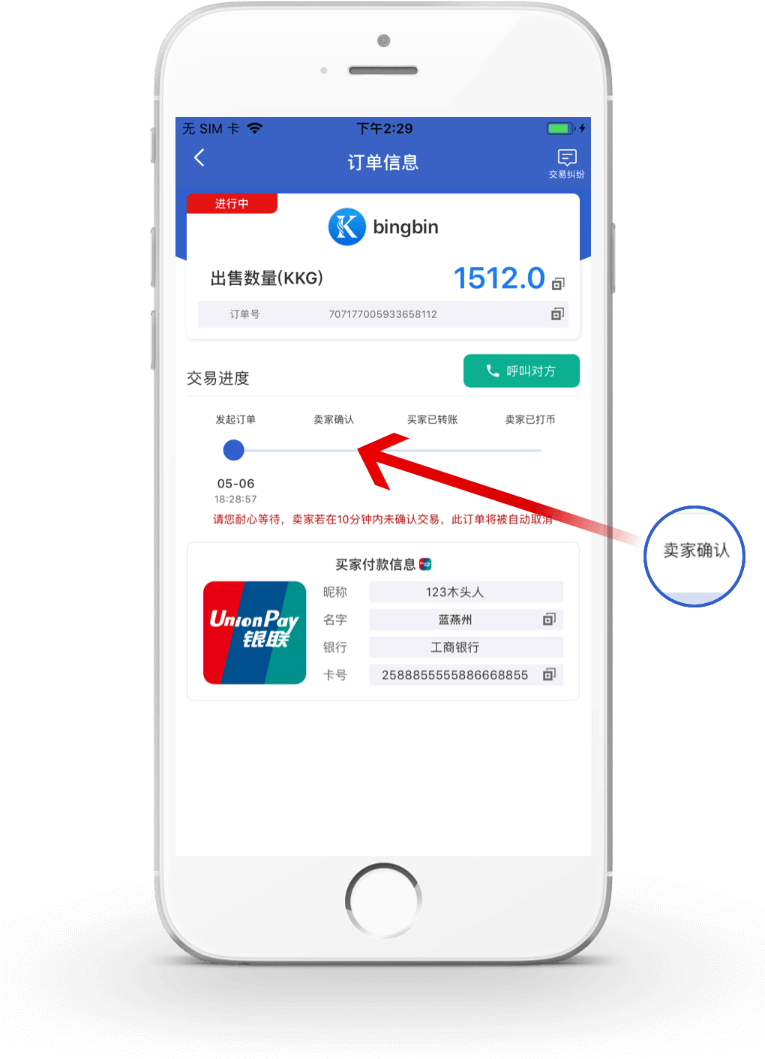 无 SIM 卡 下午2:29
订单信息
交易纠纷
进行中
K bingbin
出售数量(KKG) 1512.0
订单号 707177005933658112
交易进度 呼叫对方
发起订单 卖家确认 买家已转账 卖家已打币
05-06
18:28:57
请您耐心等待，卖家若在10分钟内未确认交易，此订单将被自动取消
卖家确认
买家付款信息
UnionPay
银联
昵称 123木头人
名字 蓝燕州
银行 工商银行
卡号 2588855555886668855